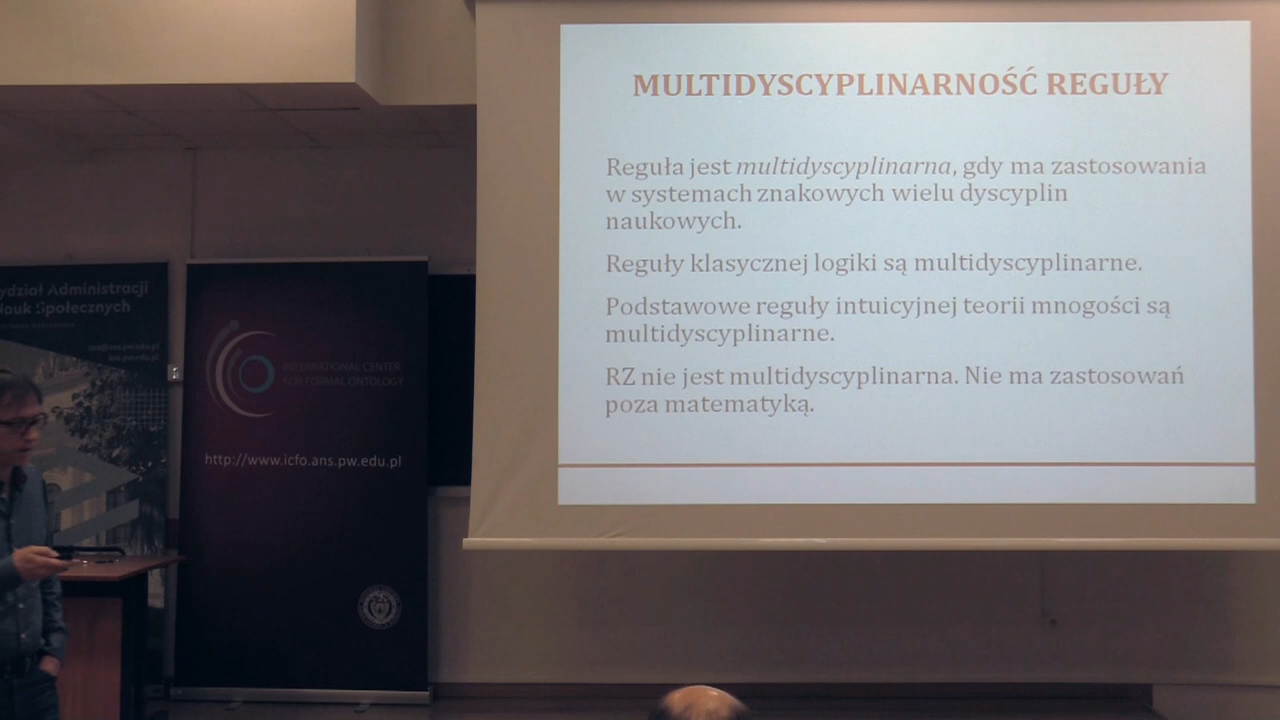 MULTIDYSCYPLINARNOŚĆ REGUŁY
Reguła jest multidyscyplinarna, gdy ma zastosowania
w systemach znakowych wielu dyscyplin
naukowych.
Reguły klasycznej logiki są multidyscyplinarne.
Podstawowe reguły intuicyjnej teorii mnogości są
multidyscyplinarne.
RZ nie jest multidyscyplinarna. Nie ma zastosowań
poza matematyką.
ydział Administracji
Nauk Społecznych
INTERNATIONAL CENTER
FOR FORMAL ONTOLOGY
http://www.icfo.ans.pw.edu.pl